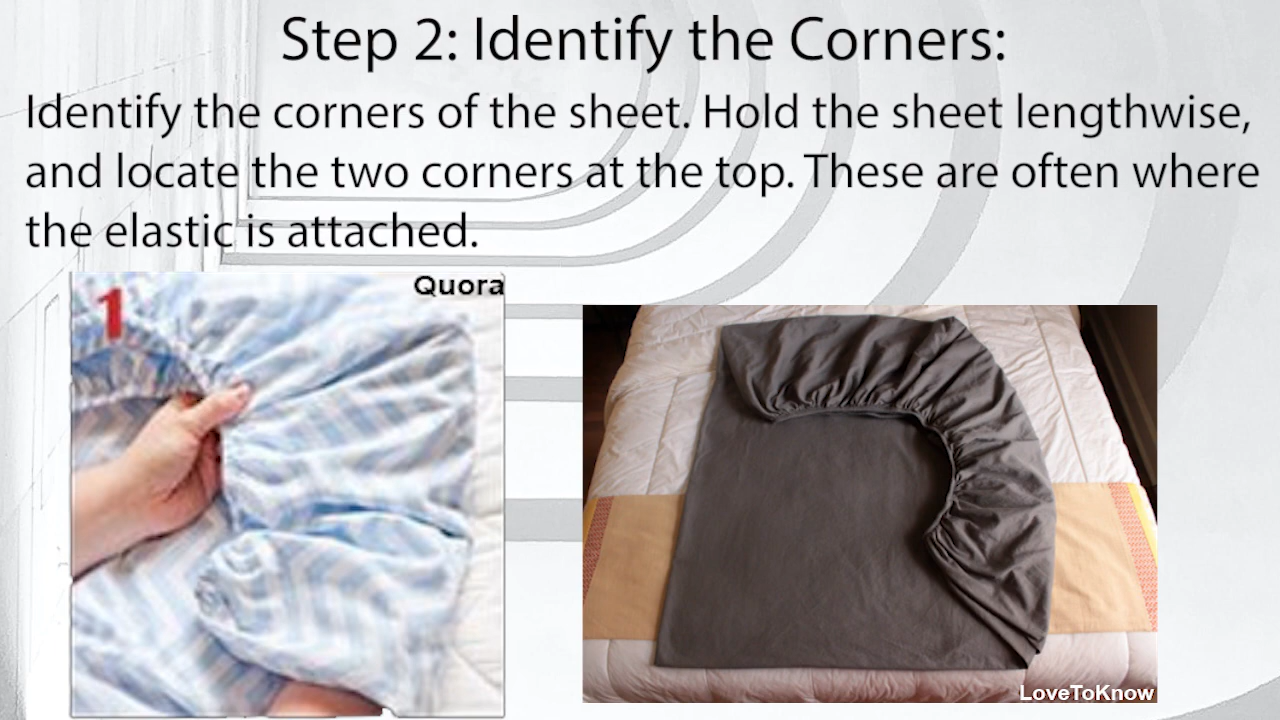 Step 2: Identify the Corners:
Identify the corners of the sheet. Hold the sheet lengthwise,
and locate the two corners at the top. These are often where
the elastic is attached.
Quora
1
LoveToKnow